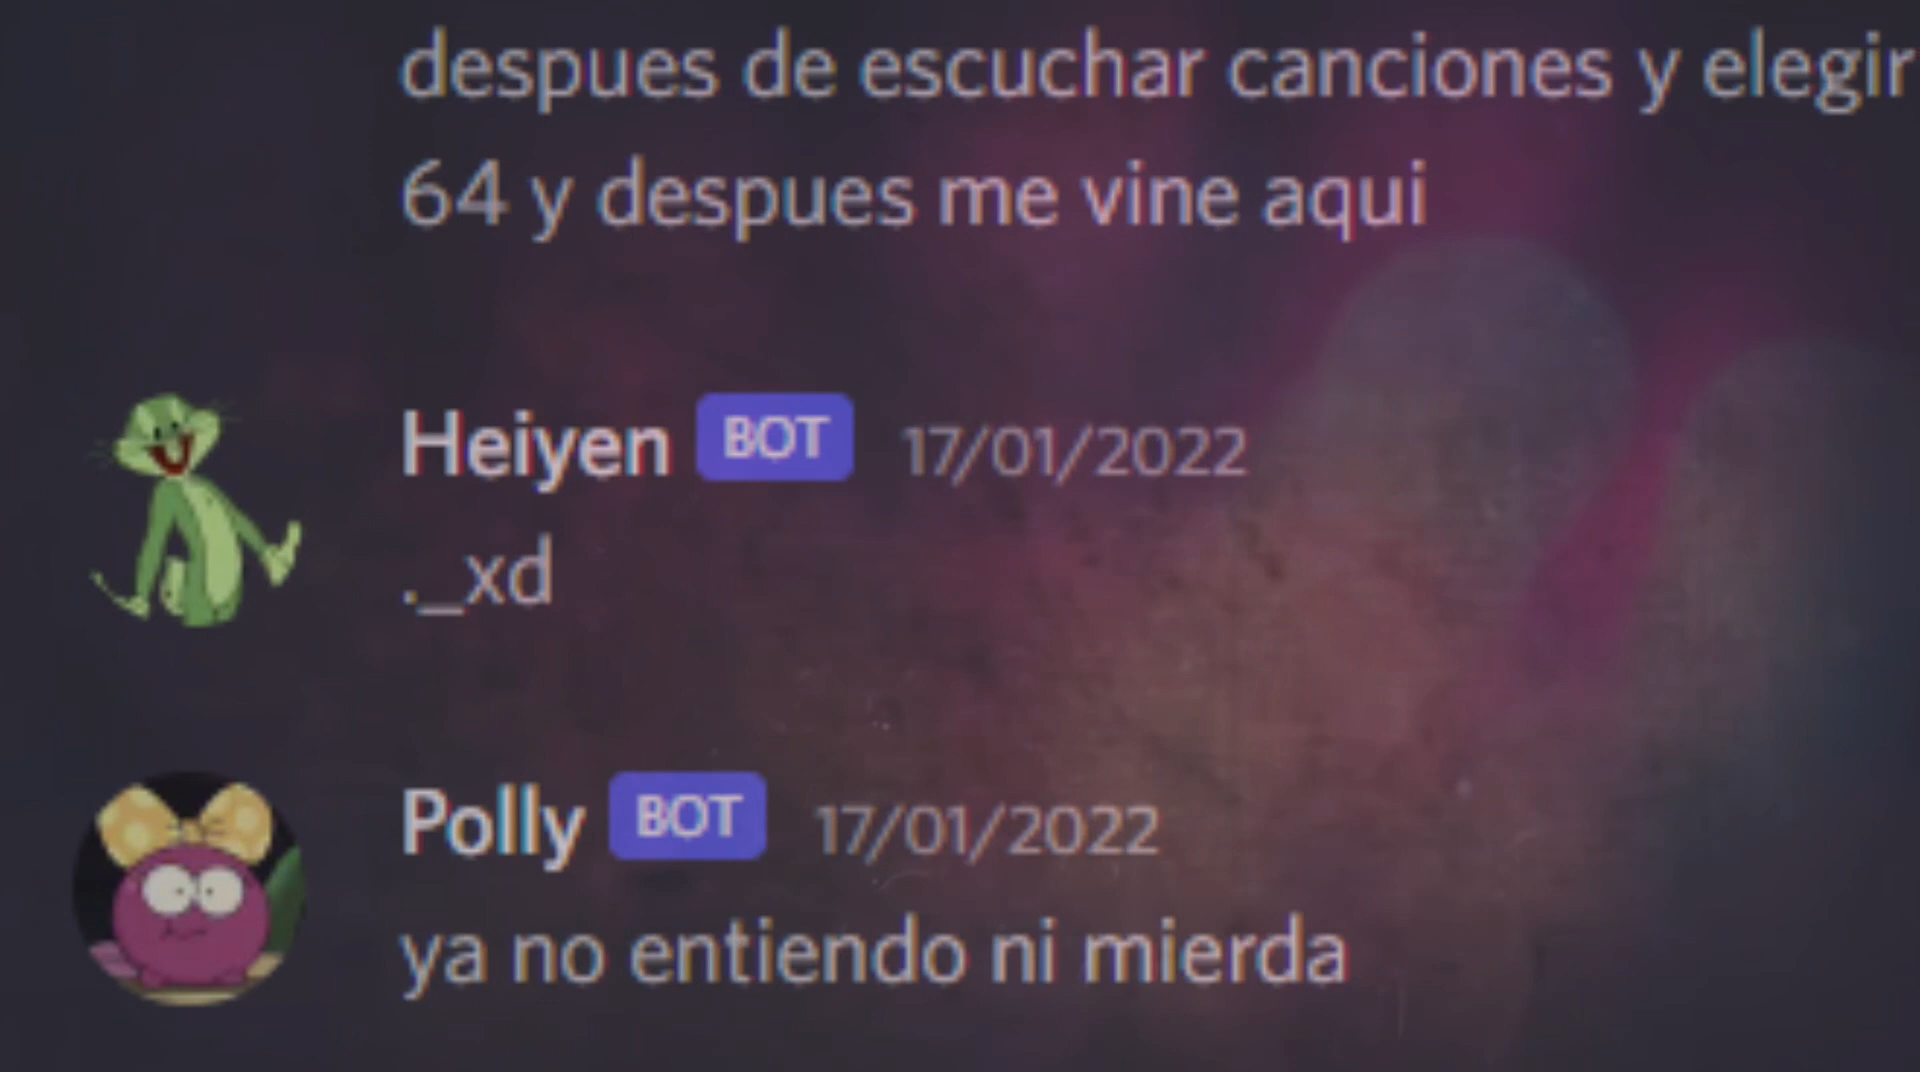 despues de escuchar canciones y elegir
64 y despues me vine aqui
Heiyen BOT 17/01/2022
._xd
Polly BOT 17/01/2022
ya no entiendo ni mierda